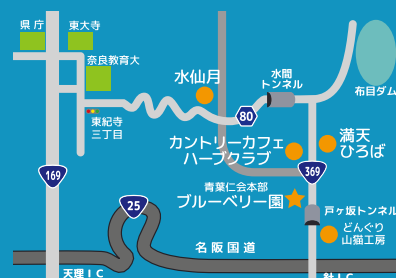 県庁
東大寺
奈良教育大
水仙月
水間
トンネル
布目ダム
80
東紀寺
三丁目
カントリーカフェ
ハーブクラブ
満天
ひろば
169
369
青葉仁会本部
ブルーベリー園
25
戸ヶ坂トンネル
どんぐり
山猫工房
名阪国道
天理IC
針IC